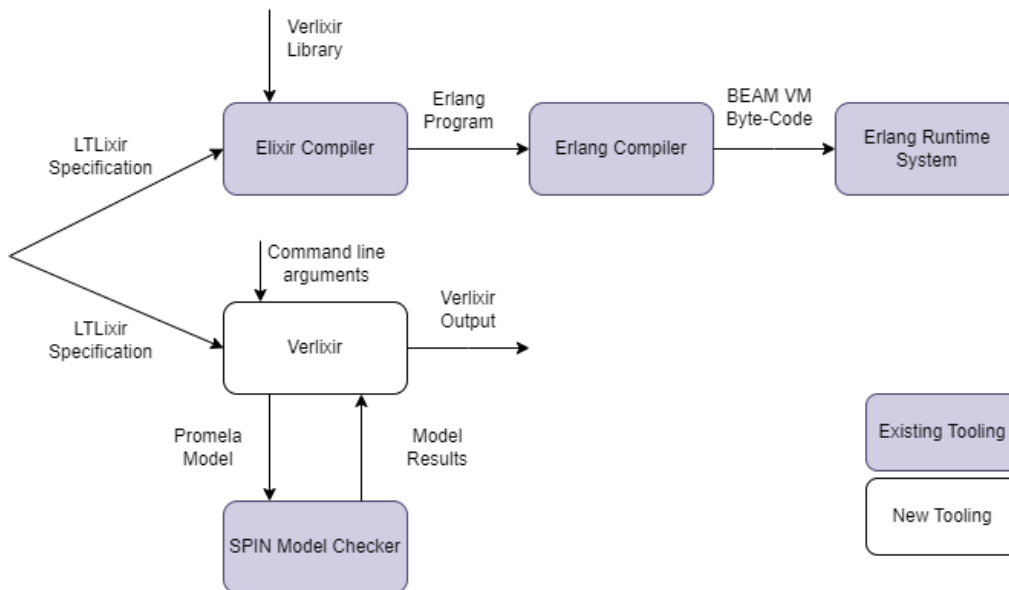 Verlixir
Library
LTLixir
Specification
Elixir Compiler
Erlang
Program
Erlang Compiler
BEAM VM
Byte-Code
Erlang Runtime
System
Command line
arguments
LTLixir
Specification
Verlixir
Verlixir
Output
Promela
Model
Model
Results
SPIN Model Checker
Existing Tooling
New Tooling